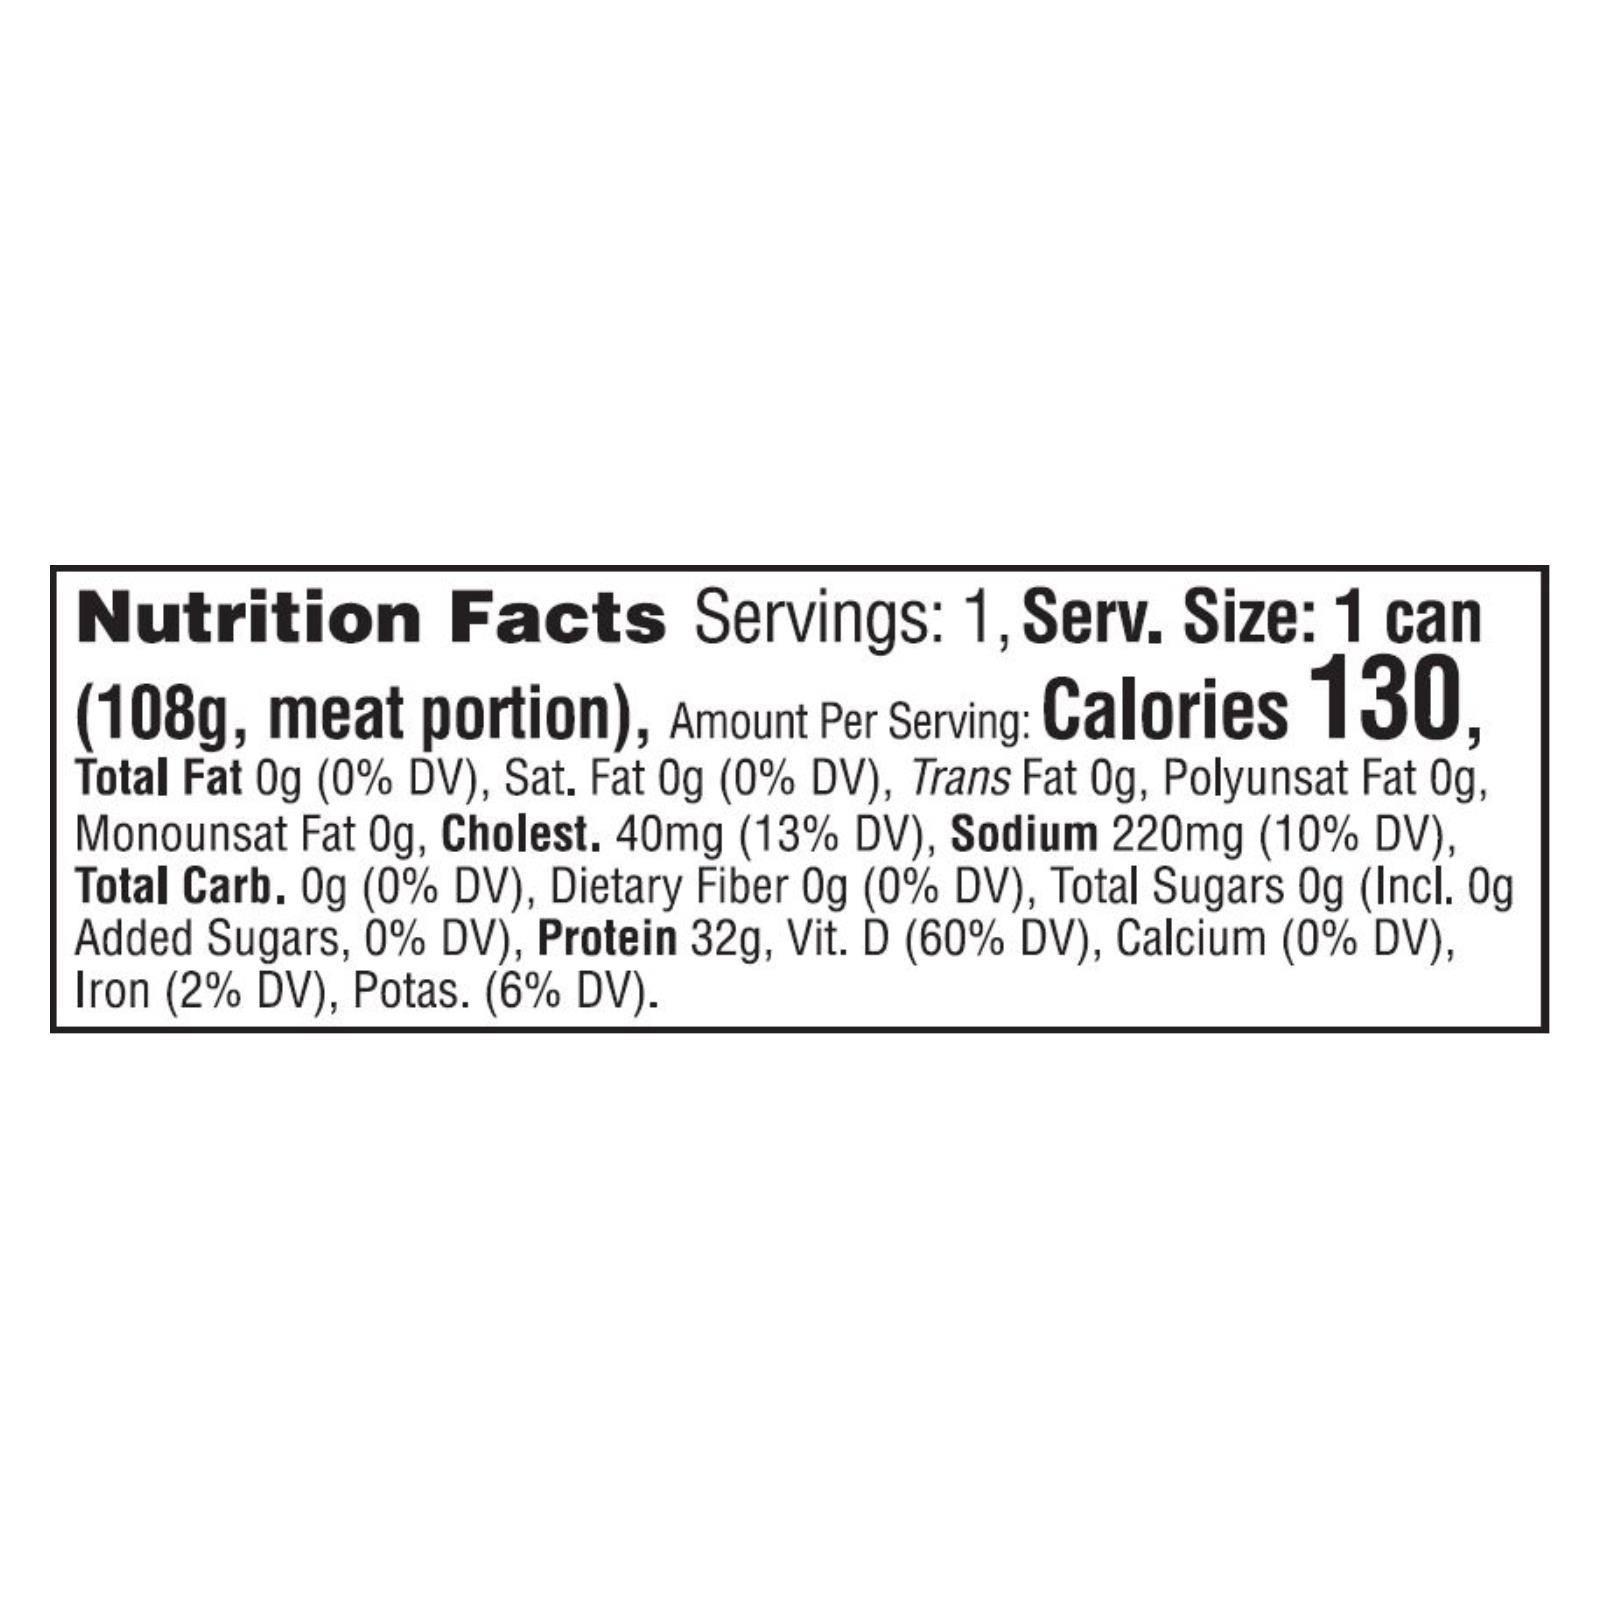 Nutrition Facts Servings: 1, Serv. Size: 1 can
(108g, meat portion), Amount Per Serving: Calories 130,
Total Fat 0g (0% DV), Sat. Fat 0g (0% DV), Trans Fat 0g, Polyunsat Fat 0g,
Monounsat Fat 0g, Cholest. 40mg (13% DV), Sodium 220mg (10% DV),
Total Carb. 0g (0% DV), Dietary Fiber 0g (0% DV), Total Sugars 0g (Incl. 0g
Added Sugars, 0% DV), Protein 32g, Vit. D (60% DV), Calcium (0% DV),
Iron (2% DV), Potas. (6% DV).